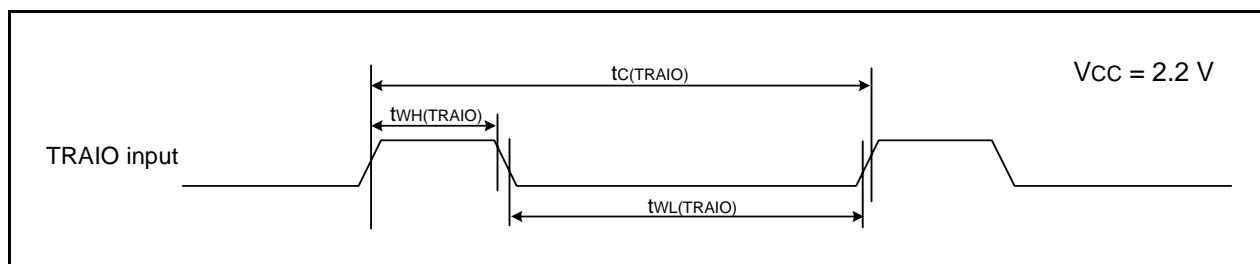 tC(TRAIO)
VCC = 2.2 V
tWH(TRAIO)
TRAIO input
tWL(TRAIO)